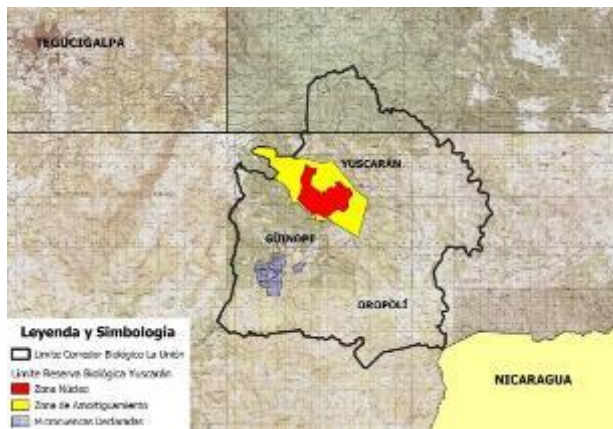 TEGUCIGALPA
YUSCARÁN
GÜINOPE
OROPOLÍ
NICARAGUA
Leyenda y Simbología
Límite Corredor Biológico La Unión
Límite Reserva Biológica Yuscarán
Zona Núcleo
Zona de Amortiguamiento
Microcuencas Declaradas